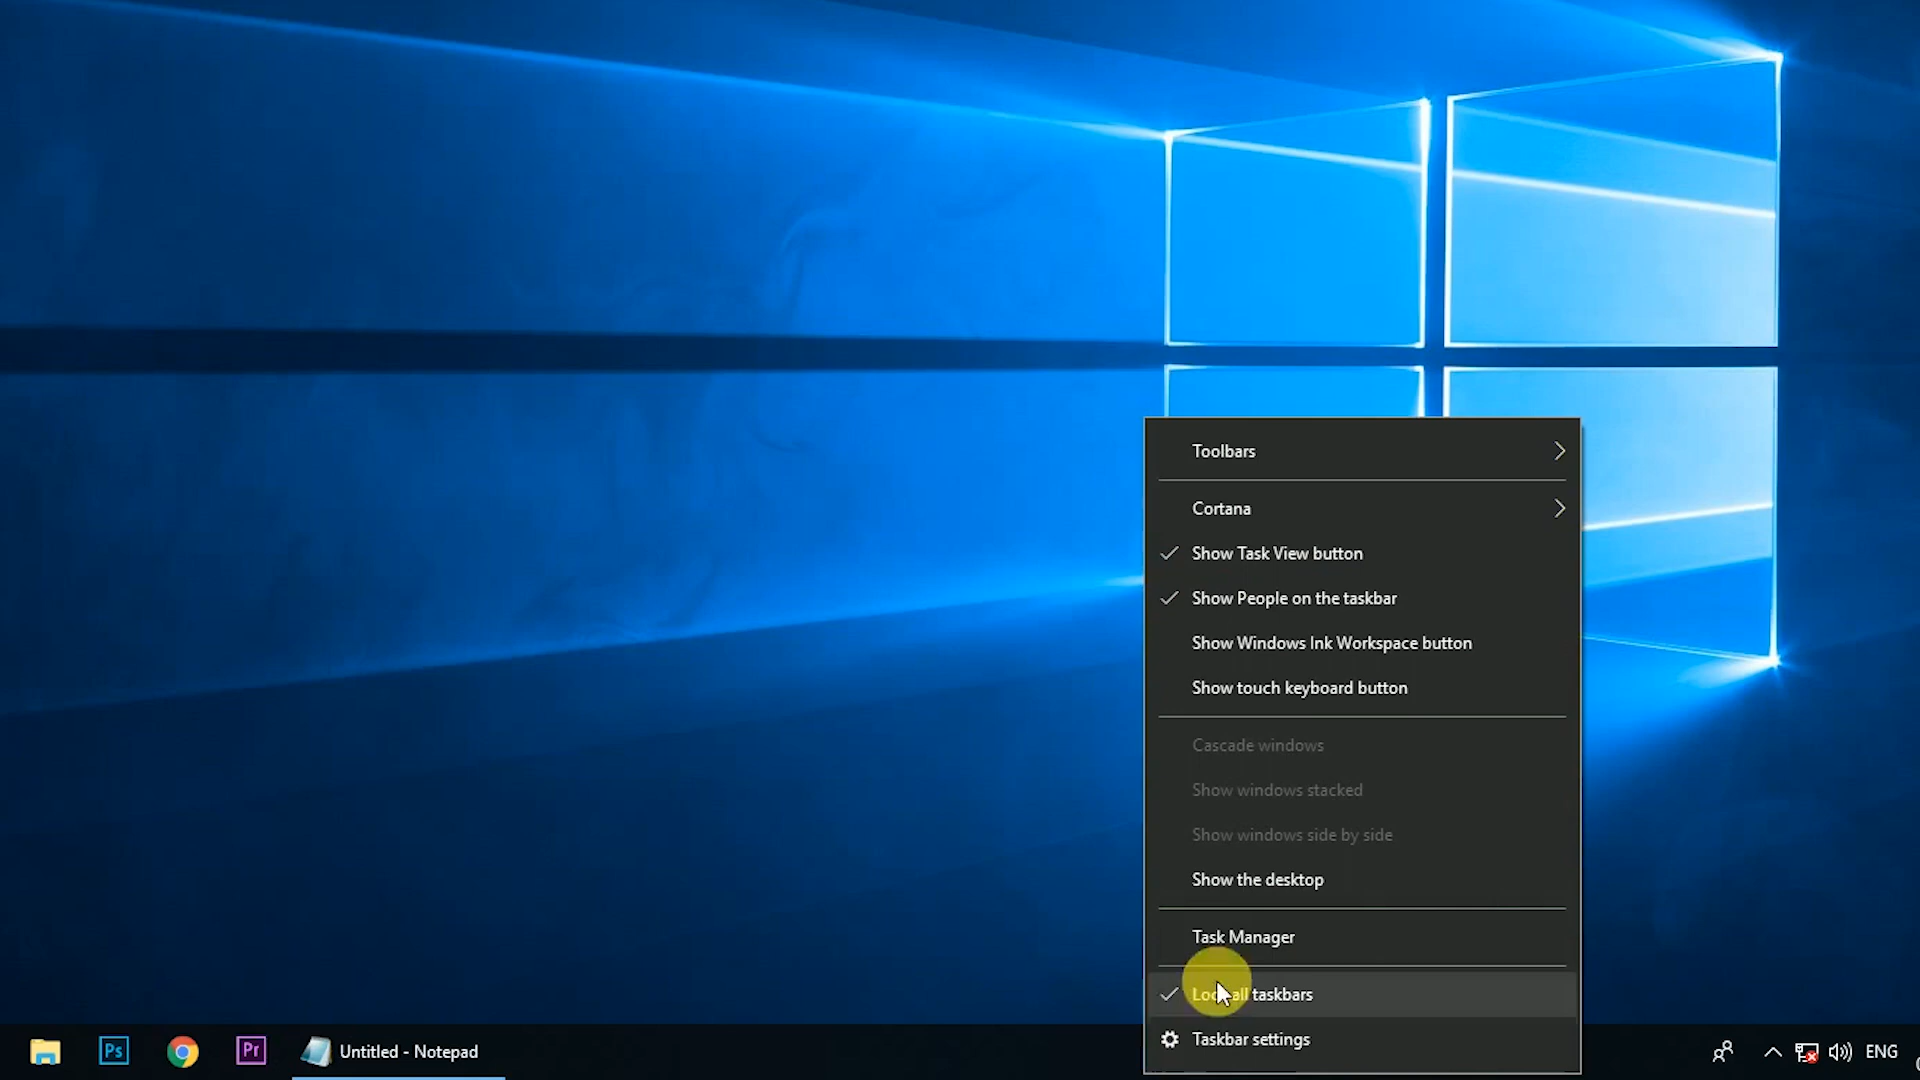 Toolbars
Cortana
Show Task View button
Show People on the taskbar
Show Windows Ink Workspace button
Show touch keyboard button
Cascade windows
Show windows stacked
Show windows side by side
Show the desktop
Task Manager
Lock all taskbars
Taskbar settings
Ps
Pr
Untitled - Notepad
ENG